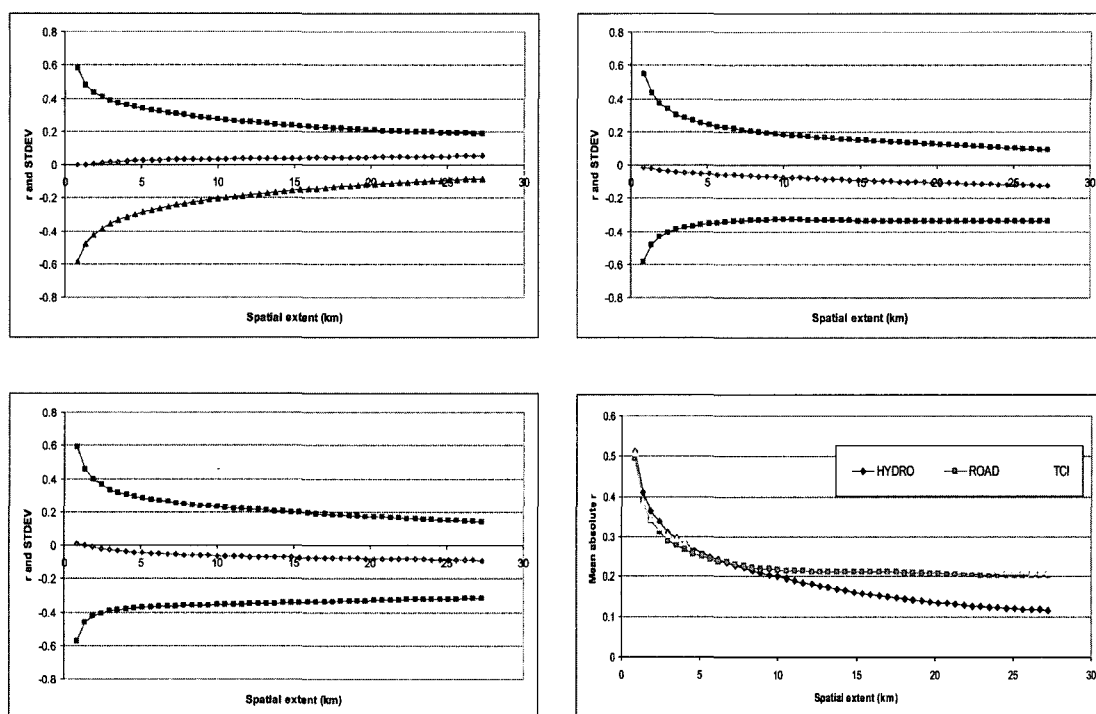 0.8
0.6
0.4
0.2
0
-0.2
-0.4
-0.6
-0.8
r and STDEV
0 5 10 15 20 25 30
Spatial extent (km)
0.8
0.6
0.4
0.2
0
-0.2
-0.4
-0.6
-0.8
r and STDEV
0 5 10 15 20 25 30
Spatial extent (km)
0.8
0.6
0.4
0.2
0
-0.2
-0.4
-0.6
-0.8
r and STDEV
0 5 10 15 20 25 30
Spatial extent (km)
0.6
0.5
0.4
0.3
0.2
0.1
0
Mean absolute r
HYDRO ROAD TCI
0 5 10 15 20 25 30
Spatial extent (km)